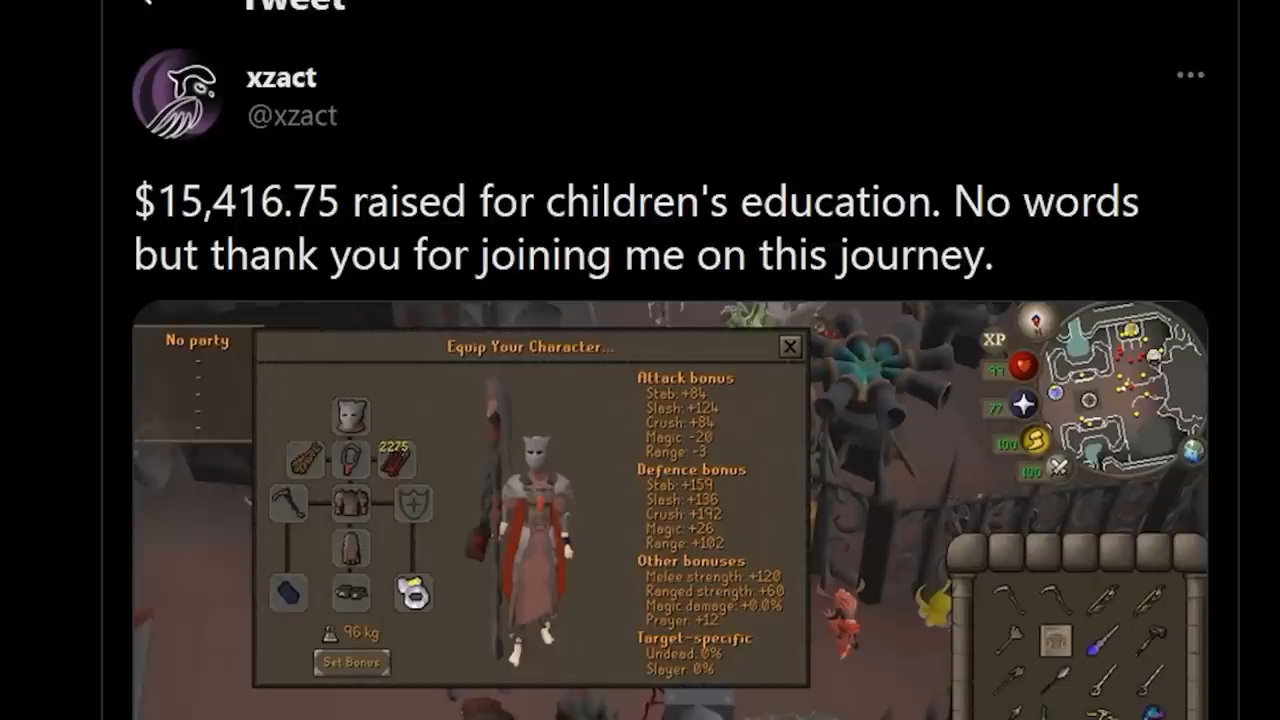 Tweet
xzact
@xzact
$15,416.75 raised for children's education. No words
but thank you for joining me on this journey.
No party
Equip Your Character...
XP
99
77
100
100
2275
96 kg
Set Bonus
Attack bonus
Stab: +84
Slash: +124
Crush: +84
Magic: -20
Range: -3
Defence bonus
Stab: +159
Slash: +136
Crush: +192
Magic: +26
Range: +102
Other bonuses
Melee strength: +120
Ranged strength: +60
Magic damage: +0.0%
Prayer: +12
Target-specific
Undead: 0%
Slayer: 0%